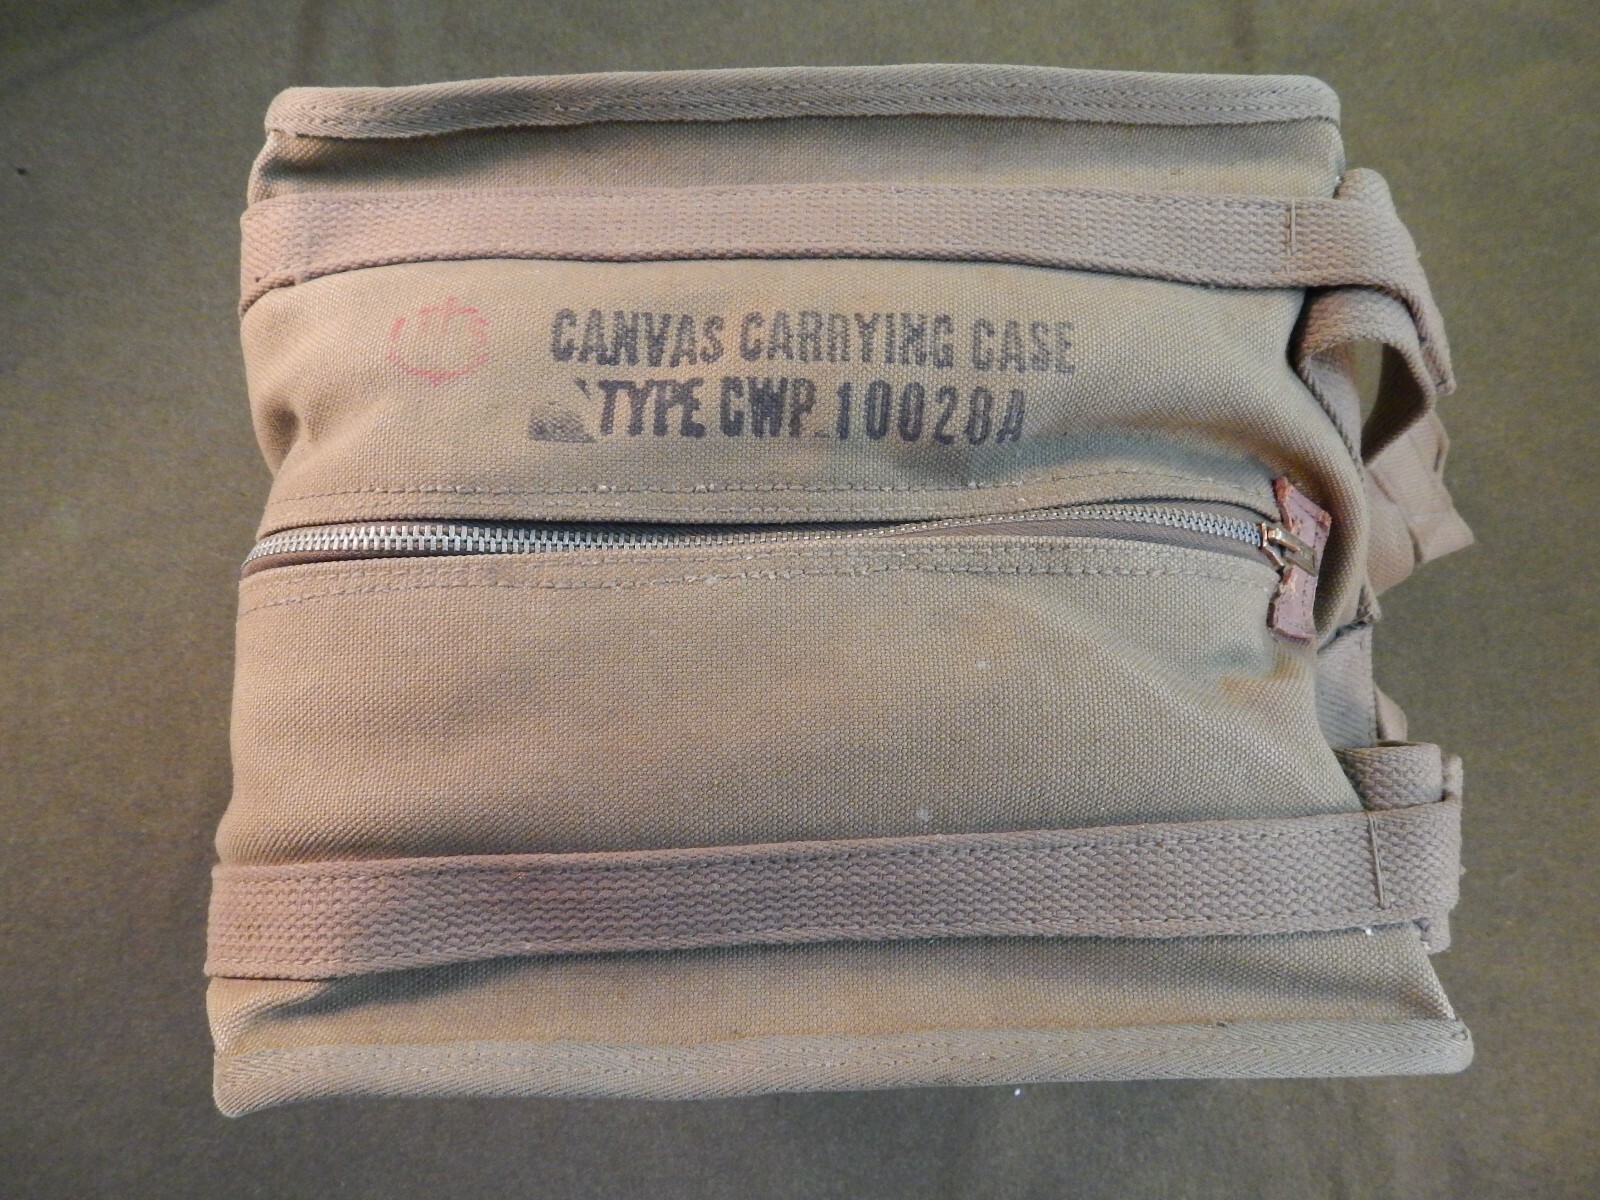 CANVAS CARRYING CASE
TYPE CWP-10028A